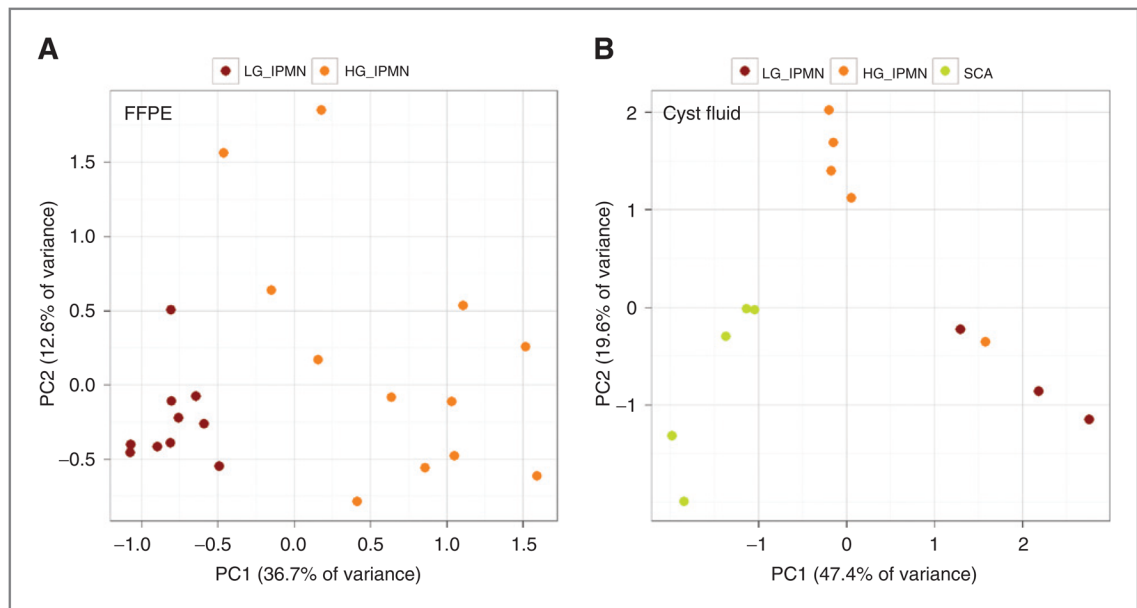 A
LG_IPMN HG_IPMN
FFPE
1.5
1.0
0.5
0.0
−0.5
−1.0 −0.5 0.0 0.5 1.0 1.5
PC1 (36.7% of variance)
PC2 (12.6% of variance)
B
LG_IPMN HG_IPMN SCA
Cyst fluid
2
1
0
−1
−1 0 1 2
PC1 (47.4% of variance)
PC2 (19.6% of variance)